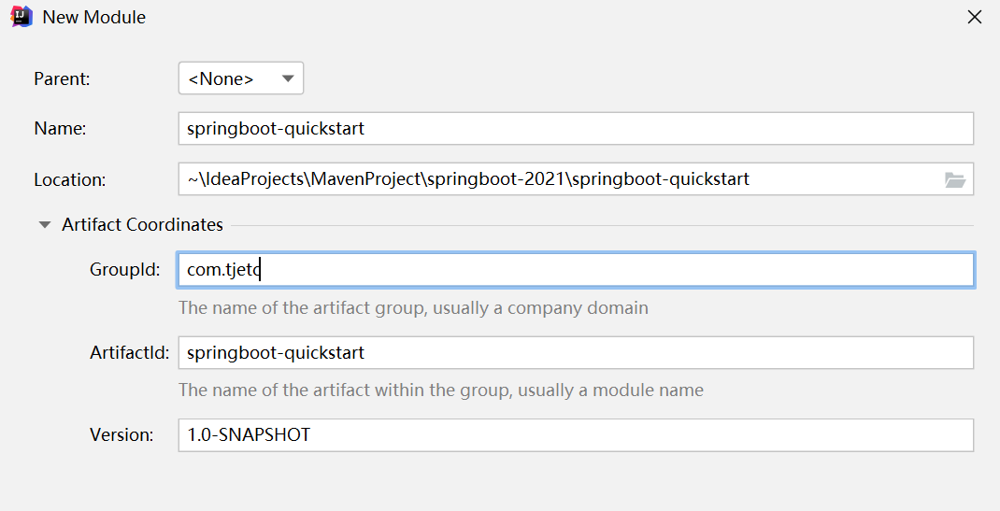 New Module
Parent: <None>
Name: springboot-quickstart
Location: ~\IdeaProjects\MavenProject\springboot-2021\springboot-quickstart
Artifact Coordinates
GroupId: com.tjetc
The name of the artifact group, usually a company domain
ArtifactId: springboot-quickstart
The name of the artifact within the group, usually a module name
Version: 1.0-SNAPSHOT